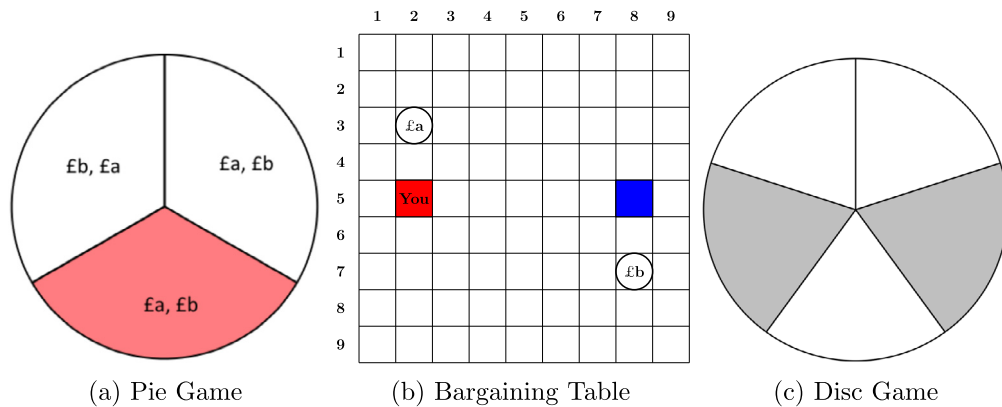 £b, £a
£a, £b
£a, £b
(a) Pie Game
1 2 3 4 5 6 7 8 9
1
2
3 £a
4
5 You
6
7 £b
8
9
(b) Bargaining Table
(c) Disc Game